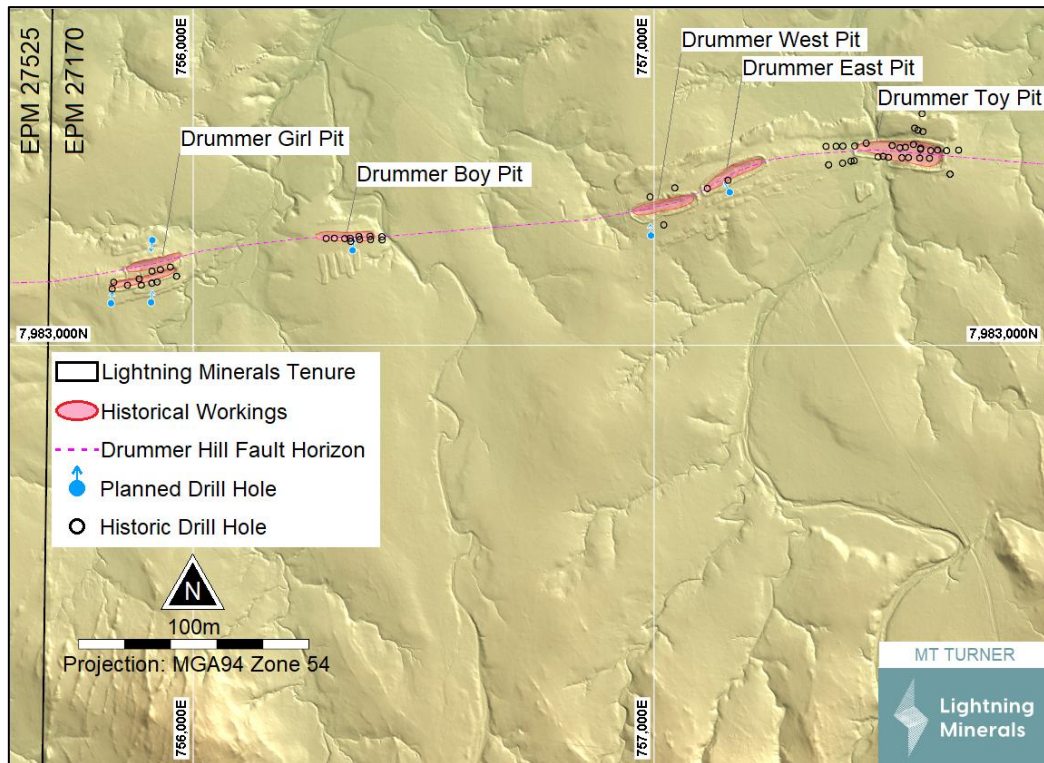 EPM 27525
EPM 27170
756,000E
757,000E
Drummer West Pit
Drummer East Pit
Drummer Toy Pit
Drummer Girl Pit
Drummer Boy Pit
7,983,000N
7,983,000N
Lightning Minerals Tenure
Historical Workings
Drummer Hill Fault Horizon
Planned Drill Hole
Historic Drill Hole
N
100m
Projection: MGA94 Zone 54
756,000E
757,000E
MT TURNER
Lightning
Minerals